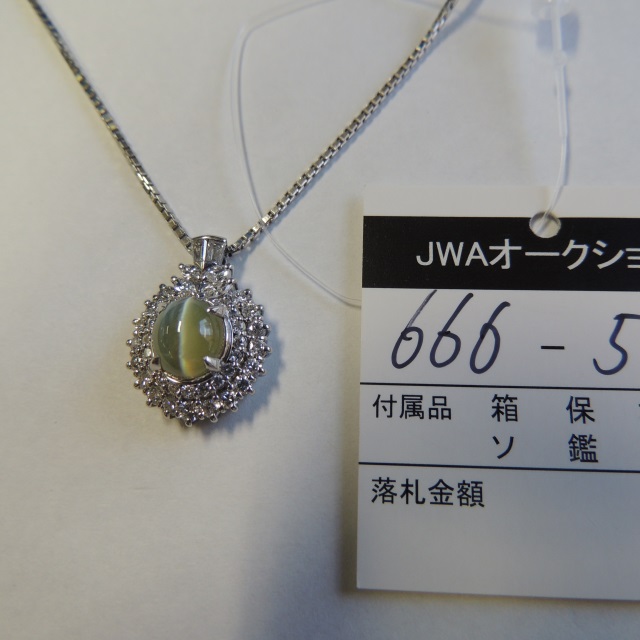 JWAオークショ
666-5
付属品 箱 保
ソ 鑑
落札金額